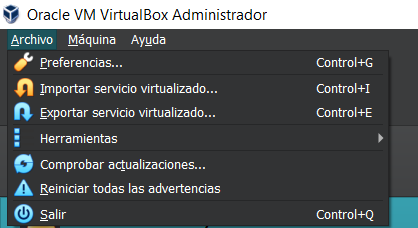 Oracle VM VirtualBox Administrador
Archivo Máquina Ayuda
Preferencias... Control+G
Importar servicio virtualizado... Control+I
Exportar servicio virtualizado... Control+E
Herramientas
Comprobar actualizaciones...
Reiniciar todas las advertencias
Salir Control+Q